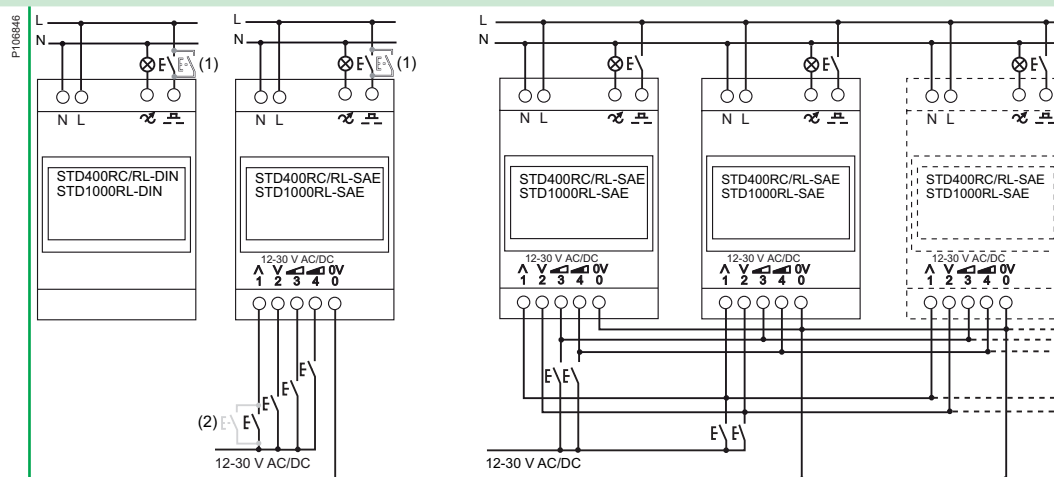 P106846
L
N
(1)
N L
STD400RC/RL-DIN
STD1000RL-DIN
L
N
(1)
N L
STD400RC/RL-SAE
STD1000RL-SAE
12-30 V AC/DC
1 2 3 4 0V
0
(2)
12-30 V AC/DC
L
N
N L
STD400RC/RL-SAE
STD1000RL-SAE
12-30 V AC/DC
1 2 3 4 0V
0
12-30 V AC/DC
N L
STD400RC/RL-SAE
STD1000RL-SAE
12-30 V AC/DC
1 2 3 4 0V
0
N L
STD400RC/RL-SAE
STD1000RL-SAE
12-30 V AC/DC
1 2 3 4 0V
0